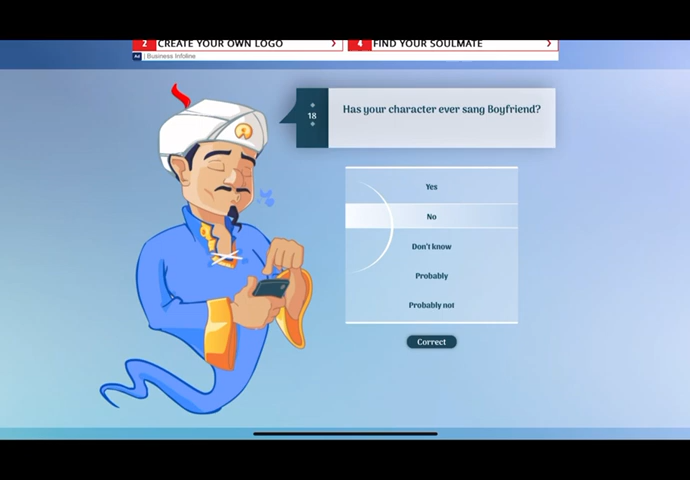 2 CREATE YOUR OWN LOGO
4 FIND YOUR SOULMATE
Ad | Business Infoline
18
Has your character ever sang Boyfriend?
Yes
No
Don't know
Probably
Probably not
Correct